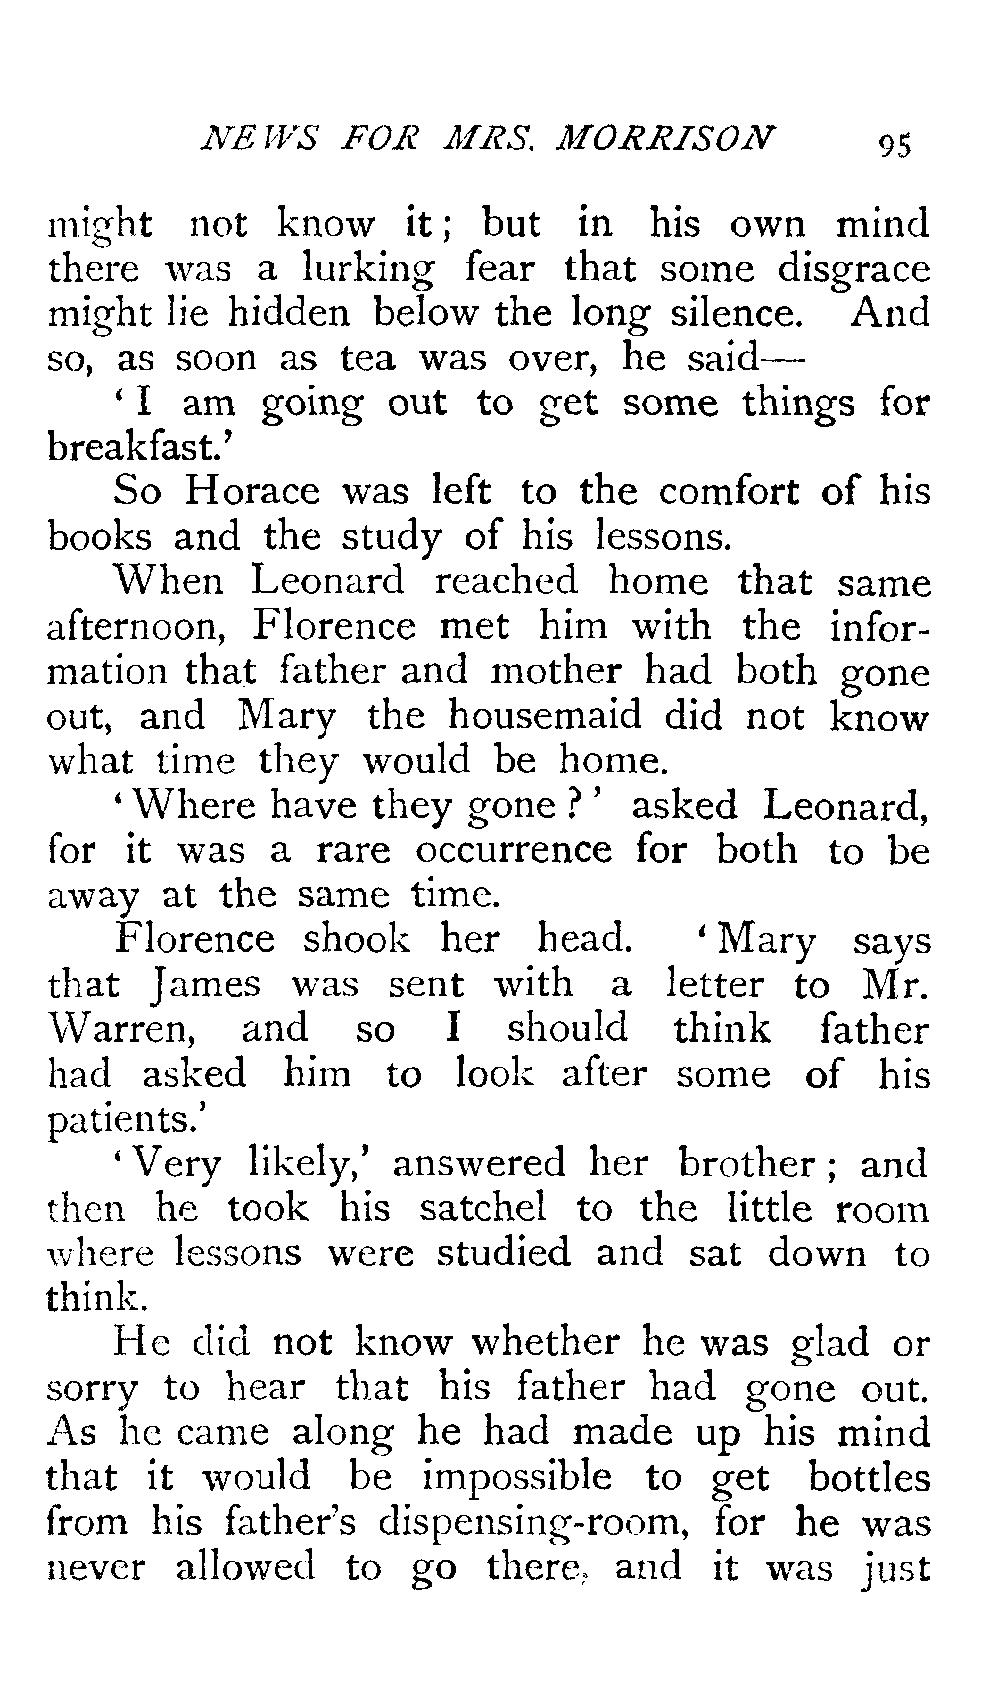 NEWS FOR MRS. MORRISON 95
might not know it; but in his own mind
there was a lurking fear that some disgrace
might lie hidden below the long silence. And
so, as soon as tea was over, he said—
'I am going out to get some things for
breakfast.'
So Horace was left to the comfort of his
books and the study of his lessons.
When Leonard reached home that same
afternoon, Florence met him with the infor-
mation that father and mother had both gone
out, and Mary the housemaid did not know
what time they would be home.
'Where have they gone?' asked Leonard,
for it was a rare occurrence for both to be
away at the same time.
Florence shook her head. 'Mary says
that James was sent with a letter to Mr.
Warren, and so I should think father
had asked him to look after some of his
patients.'
'Very likely,' answered her brother; and
then he took his satchel to the little room
where lessons were studied and sat down to
think.
He did not know whether he was glad or
sorry to hear that his father had gone out.
As he came along he had made up his mind
that it would be impossible to get bottles
from his father's dispensing-room, for he was
never allowed to go there, and it was just